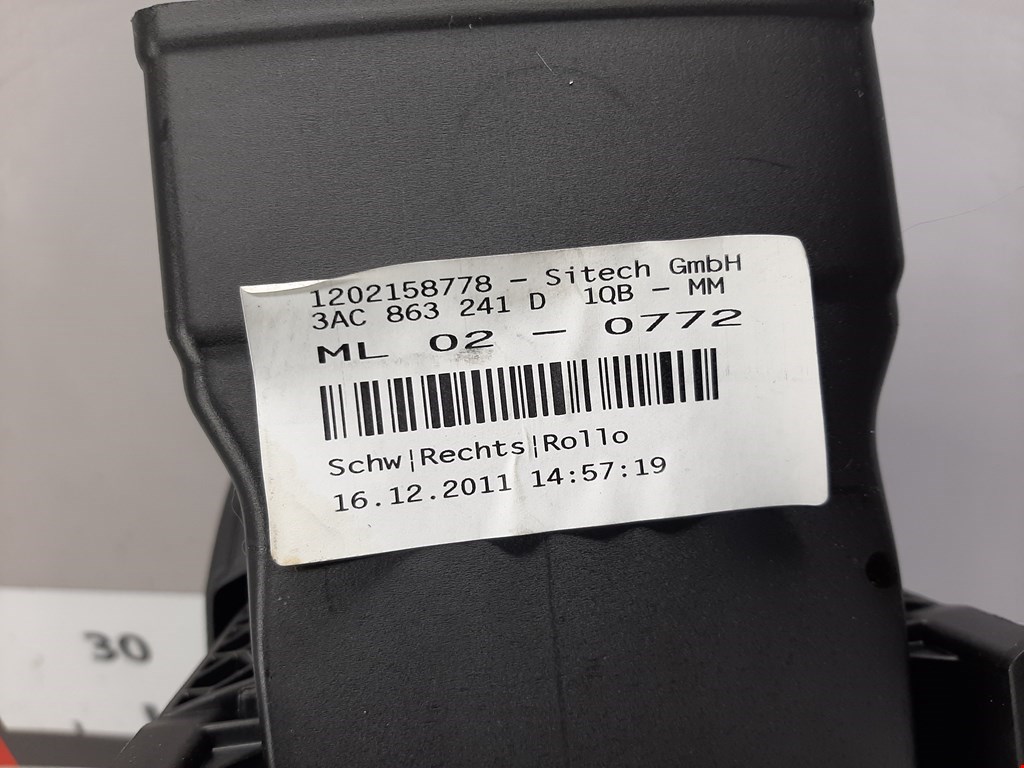 1202158778 - Sitech GmbH
3AC 863 241 D 1QB - MM
ML 02 - 0772
Schw|Rechts|Rollo
16.12.2011 14:57:19
30